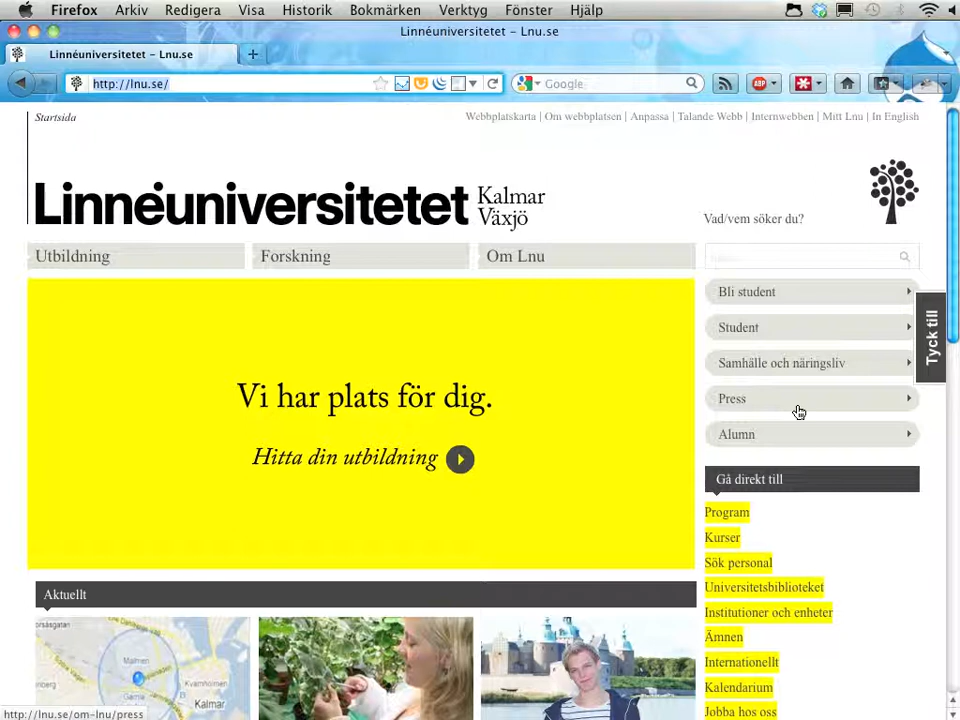 Firefox Arkiv Redigera Visa Historik Bokmärken Verktyg Fönster Hjälp
Linnéuniversitetet – Lnu.se
Linnéuniversitetet – Lnu.se
http://lnu.se/
Google
ABP
Startsida
Webbplatskarta | Om webbplatsen | Anpassa | Talande Webb | Internwebben | Mitt Lnu | In English
Linnéuniversitetet Kalmar Växjö
Vad/vem söker du?
Utbildning Forskning Om Lnu
Bli student
Student
Samhälle och näringsliv
Press
Alumn
Tyck till
Vi har plats för dig.
Hitta din utbildning
Gå direkt till
Program
Kurser
Sök personal
Universitetsbiblioteket
Institutioner och enheter
Ämnen
Internationellt
Kalendarium
Jobba hos oss
Aktuellt
Malmen
Kvarnholmen
Kalmar
http://lnu.se/om-lnu/press